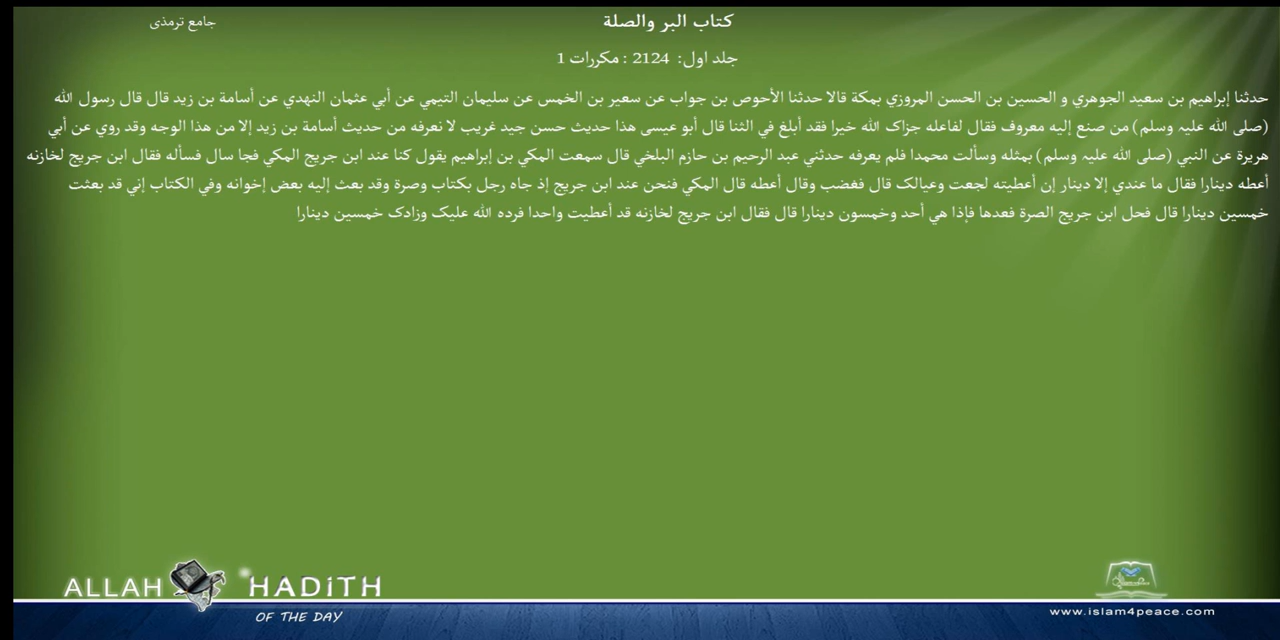 جامع ترمذی
كتاب البر والصلة
جلد اول: 2124 : مکررات 1
حدثنا إبراهيم بن سعيد الجوهري و الحسين بن الحسن المروزي بمكة قالا حدثنا الأحوص بن جواب عن سعير بن الخمس عن سليمان التيمي عن أبي عثمان النهدي عن أسامة بن زيد قال قال رسول الله
(صلى الله عليه وسلم) من صنع إليه معروف فقال لفاعله جزاک الله خيرا فقد أبلغ في الثنا قال أبو عيسى هذا حديث حسن جيد غريب لا نعرفه من حديث أسامة بن زيد إلا من هذا الوجه وقد روي عن أبي
هريرة عن النبي (صلى الله عليه وسلم) بمثله وسألت محمدا فلم يعرفه حدثني عبد الرحيم بن حازم البلخي قال سمعت المكي بن إبراهيم يقول كنا عند ابن جريج المكي فجا سال فسأله فقال ابن جريج لخازنه
أعطه دينارا فقال ما عندي إلا دينار إن أعطيته لجعت وعيالک قال فغضب وقال أعطه قال المكي فنحن عند ابن جريج إذ جاه رجل بكتاب وصرة وقد بعث إليه بعض إخوانه وفي الكتاب إني قد بعثت
خمسين دينارا قال فحل ابن جريج الصرة فعدها فإذا هي أحد وخمسون دينارا قال فقال ابن جريج لخازنه قد أعطيت واحدا فرده الله عليک وزادک خمسين دينارا
ALLAH HADITH
OF THE DAY
www.islam4peace.com